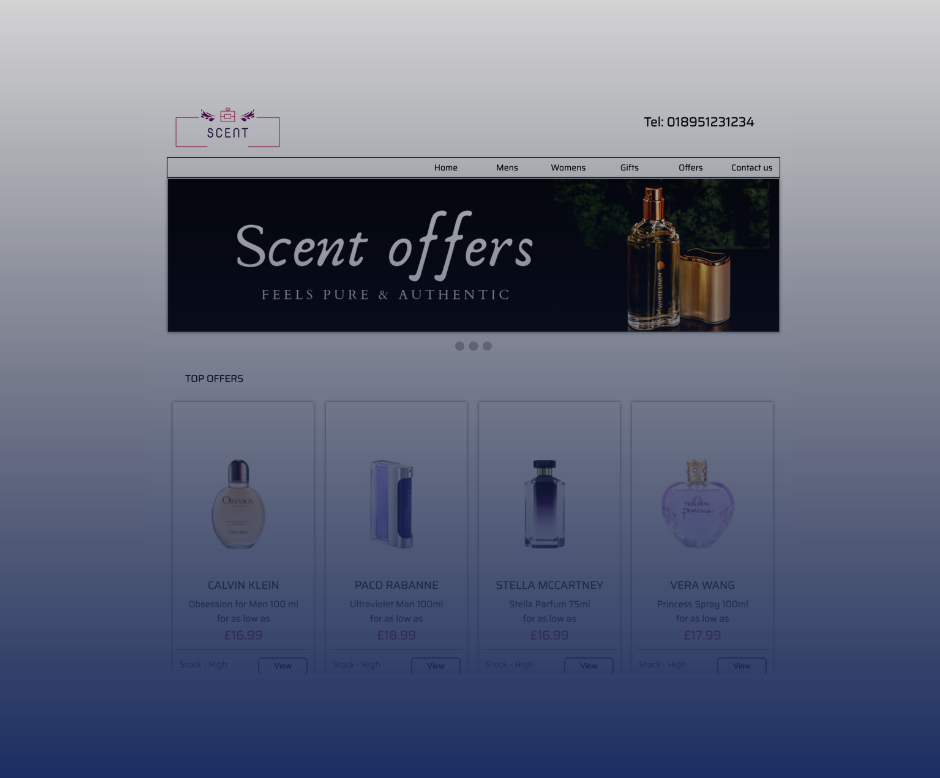 SCENT
Tel: 018951231234
Home Mens Womens Gifts Offers Contact us
Scent offers
FEELS PURE & AUTHENTIC
TOP OFFERS
CALVIN KLEIN
Obsession for Men 100 ml
for as low as
£16.99
Stock - High
View
PACO RABANNE
Ultraviolet Man 100ml
for as low as
£18.99
Stock - High
View
STELLA MCCARTNEY
Stella Parfum 75ml
for as low as
£16.99
Stock - High
View
VERA WANG
Princess Spray 100ml
for as low as
£17.99
Stock - High
View